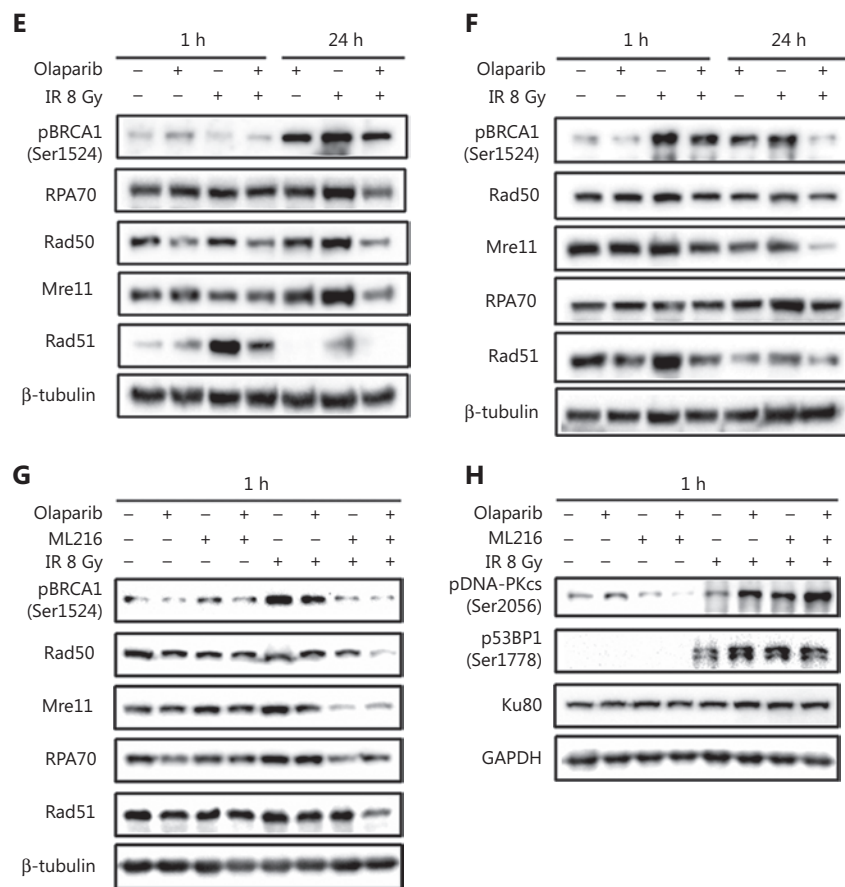 E
1 h 24 h
Olaparib – + – + + – +
IR 8 Gy – – + + – + +
pBRCA1
(Ser1524)
RPA70
Rad50
Mre11
Rad51
β-tubulin
F
1 h 24 h
Olaparib – + – + + – +
IR 8 Gy – – + + – + +
pBRCA1
(Ser1524)
Rad50
Mre11
RPA70
Rad51
β-tubulin
G
1 h
Olaparib – + – + – + – +
ML216 – – + + – – + +
IR 8 Gy – – – – + + + +
pBRCA1
(Ser1524)
Rad50
Mre11
RPA70
Rad51
β-tubulin
H
1 h
Olaparib – + – + – + – +
ML216 – – + + – – + +
IR 8 Gy – – – – + + + +
pDNA-PKcs
(Ser2056)
p53BP1
(Ser1778)
Ku80
GAPDH